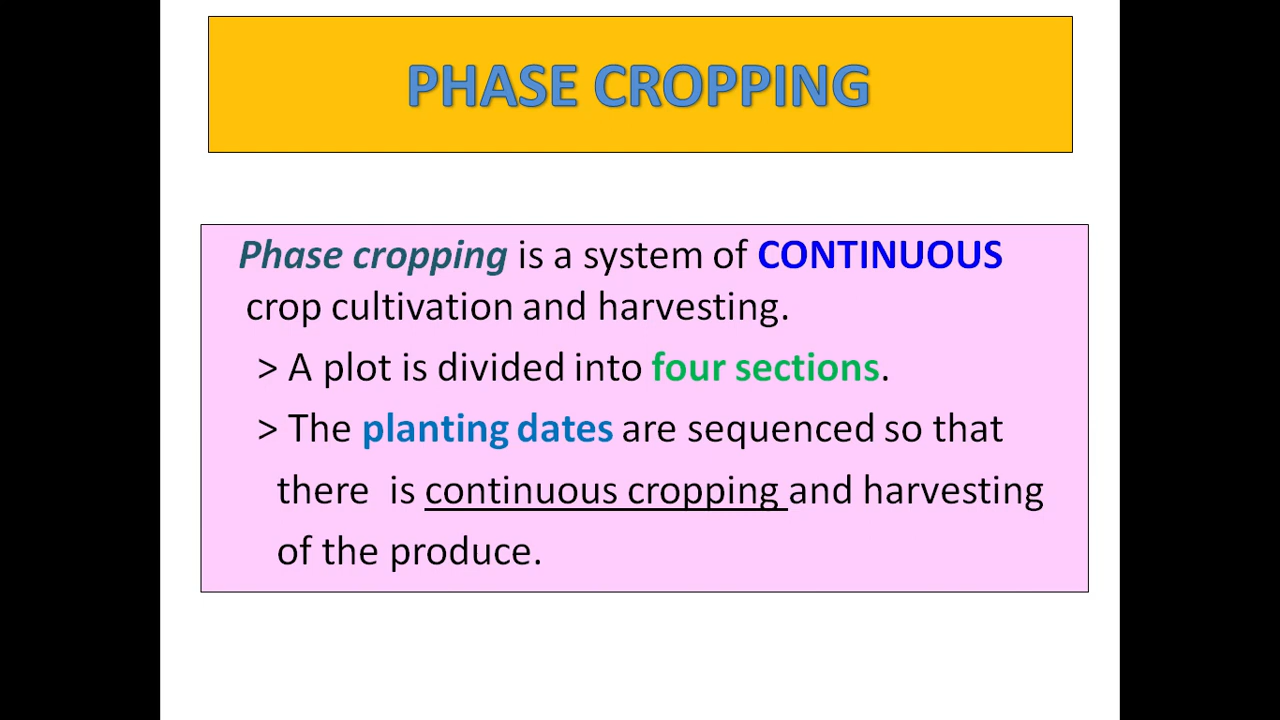 PHASE CROPPING
Phase cropping is a system of CONTINUOUS
crop cultivation and harvesting.
> A plot is divided into four sections.
> The planting dates are sequenced so that
there is continuous cropping and harvesting
of the produce.